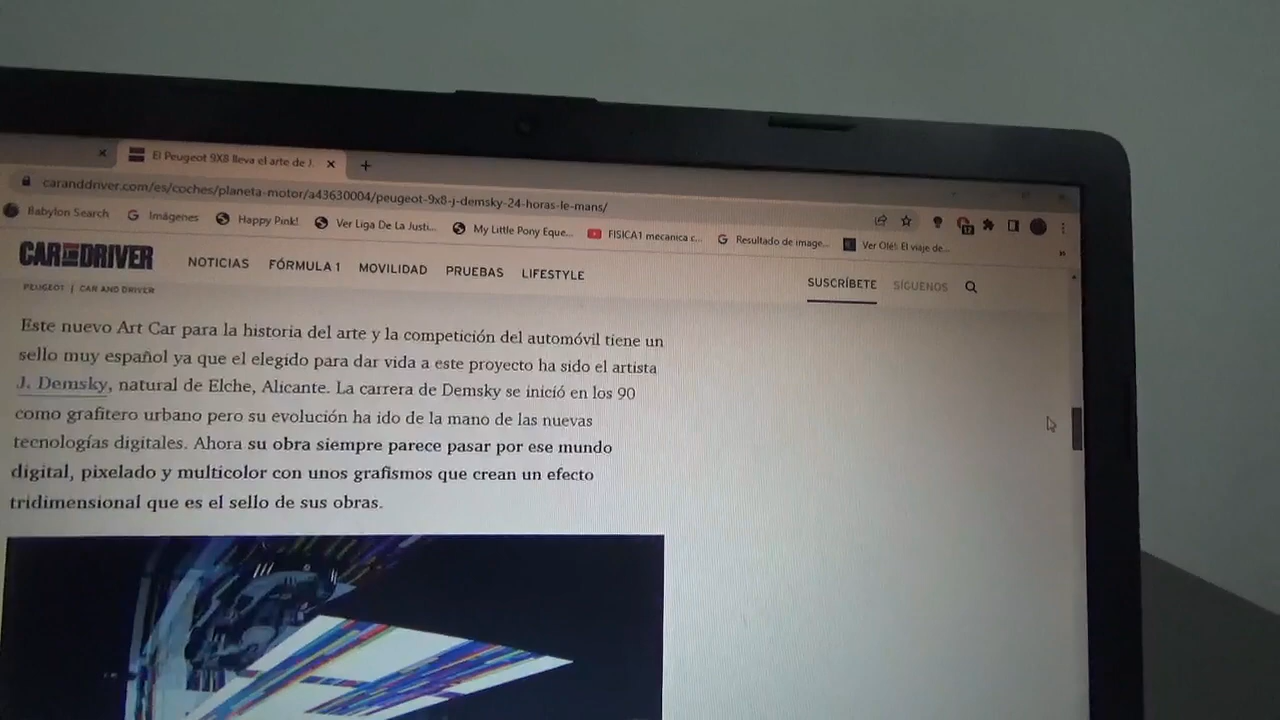 El Peugeot 9X8 lleva el arte de J.
caranddriver.com/es/coches/planeta-motor/a43630004/peugeot-9x8-j-demsky-24-horas-le-mans/
Babylon Search Imágenes Happy Pink! Ver Liga De La Justi... My Little Pony Eque... FISICA1 mecanica c... Resultado de image... Ver Olé!: El viaje de... »
12
CAR AND DRIVER NOTICIAS FÓRMULA 1 MOVILIDAD PRUEBAS LIFESTYLE SUSCRÍBETE SÍGUENOS
PEUGEOT | CAR AND DRIVER
Este nuevo Art Car para la historia del arte y la competición del automóvil tiene un
sello muy español ya que el elegido para dar vida a este proyecto ha sido el artista
J. Demsky, natural de Elche, Alicante. La carrera de Demsky se inició en los 90
como grafitero urbano pero su evolución ha ido de la mano de las nuevas
tecnologías digitales. Ahora su obra siempre parece pasar por ese mundo
digital, pixelado y multicolor con unos grafismos que crean un efecto
tridimensional que es el sello de sus obras.